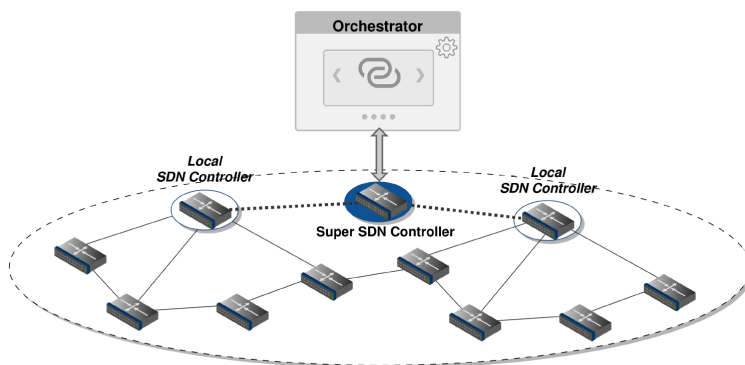 Orchestrator
Local
SDN Controller
Local
SDN Controller
Super SDN Controller